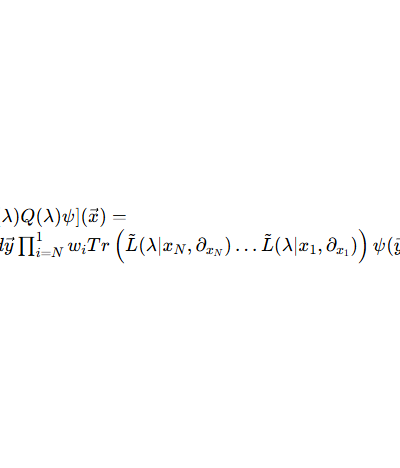 λ)Q(λ)ψ](x⃗) =
dy⃗ ∏_{i=N}^{1} w_i Tr ( L̃(λ|x_N, ∂_{x_N}) … L̃(λ|x_1, ∂_{x_1}) ) ψ(y⃗